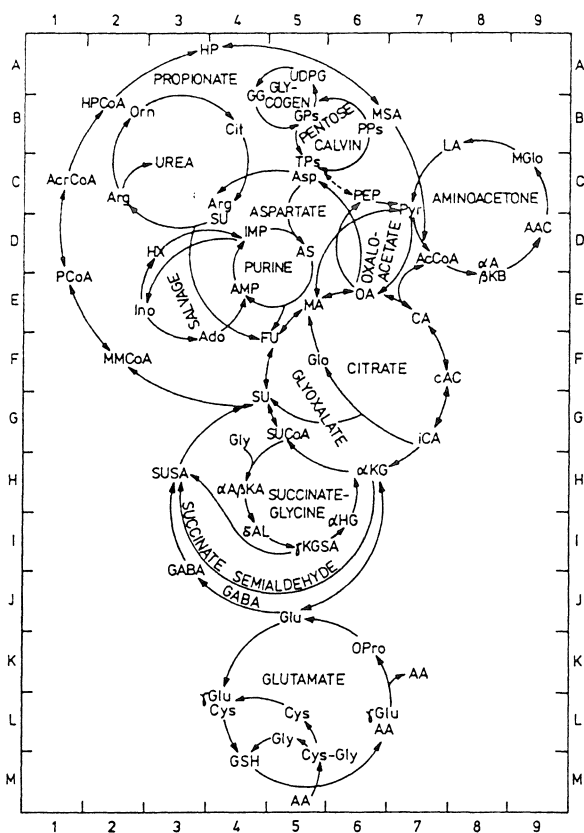 1 2 3 4 5 6 7 8 9
A HP A
PROPIONATE UDPG
GG GLY-
COGEN
HPCoA Orn GPs MSA
B Cit PENTOSE PPs B
CALVIN LA
UREA TPs MGlo
C AcrCoA Asp C
Arg Arg PEP Pyr AMINOACETONE
SU ASPARTATE AAC
D HX IMP AS OXALO-
ACETATE AcCoA αA D
βKB
PCoA PURINE
SALVAGE AMP
E Ino MA OA E
Ado FU CA
F MMCoA Glo CITRATE cAC F
GLYOXALATE
SU
G SUCoA iCA G
Gly
H SUSA αAβKA αKG H
SUCCINATE-
GLYCINE
αHG
I δAL γKGSA I
SUCCINATE SEMIALDEHYDE
GABA
J GABA J
Glu
OPro
K GLUTAMATE AA K
γGlu
Cys Cys γGlu
AA
L L
Gly
GSH Cys-Gly
M M
AA
1 2 3 4 5 6 7 8 9